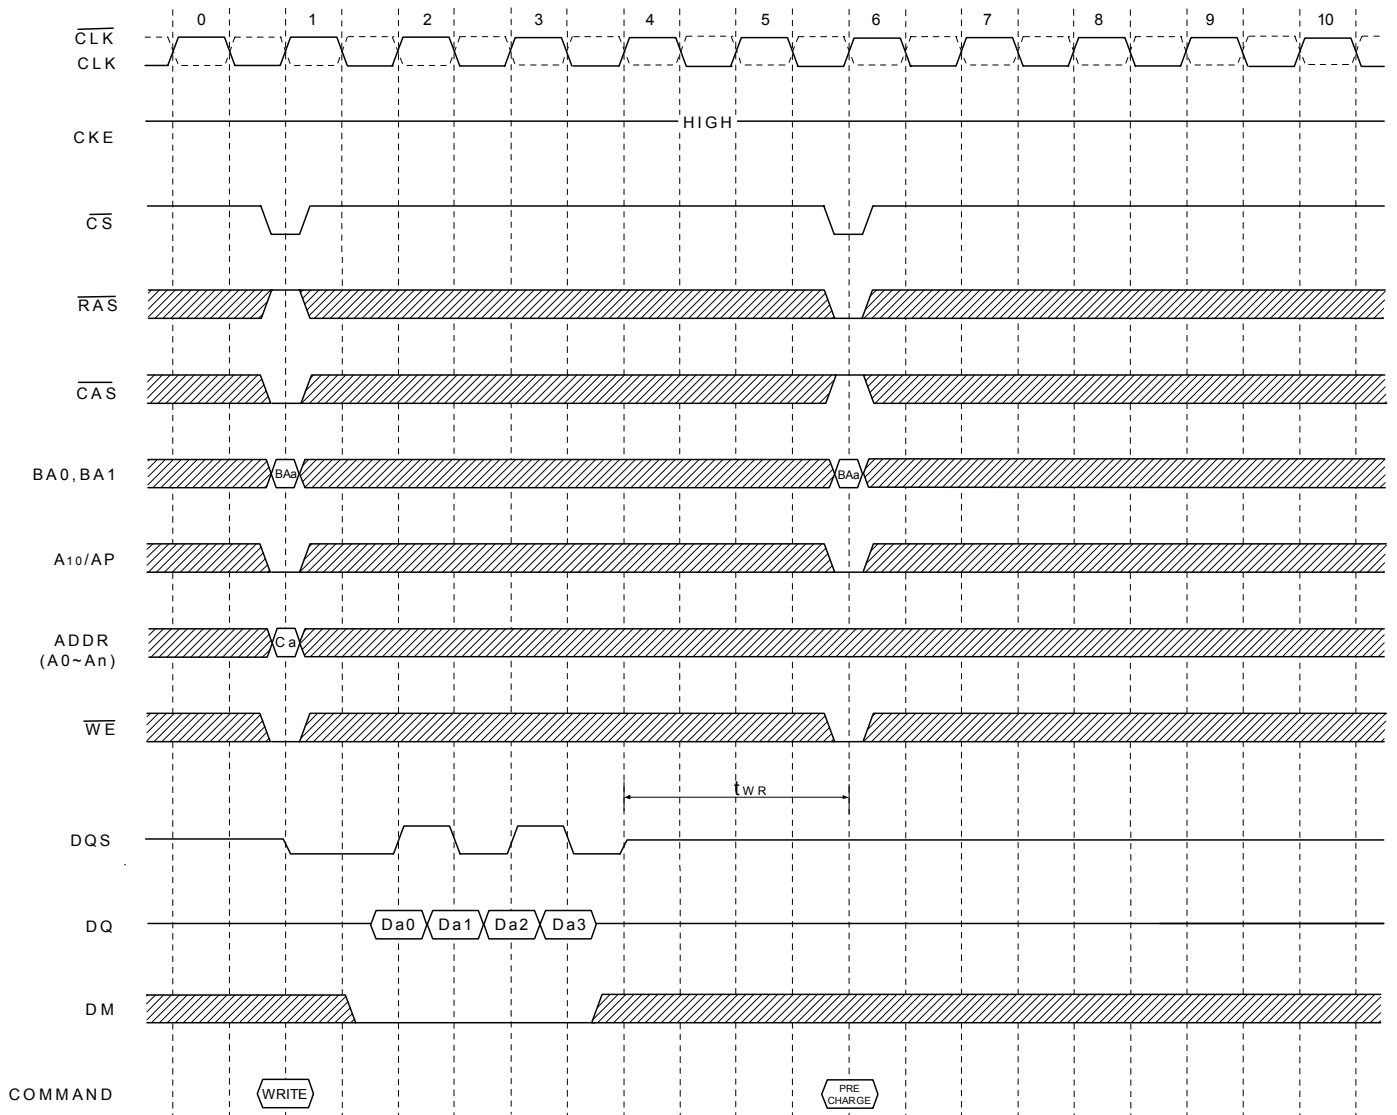 0 1 2 3 4 5 6 7 8 9 10
CLK
CLK
HIGH
CKE
CS
RAS
CAS
BA0,BA1 BAa BAa
A10/AP
ADDR Ca
(A0~An)
WE
tWR
DQS
DQ Da0 Da1 Da2 Da3
DM
COMMAND WRITE PRE
CHARGE